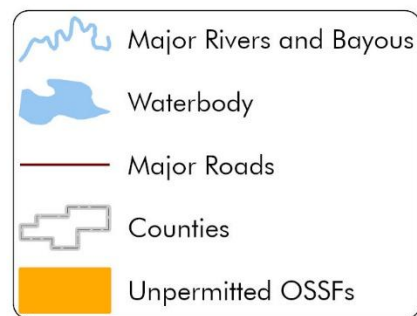 Major Rivers and Bayous
Waterbody
Major Roads
Counties
Unpermitted OSSFs